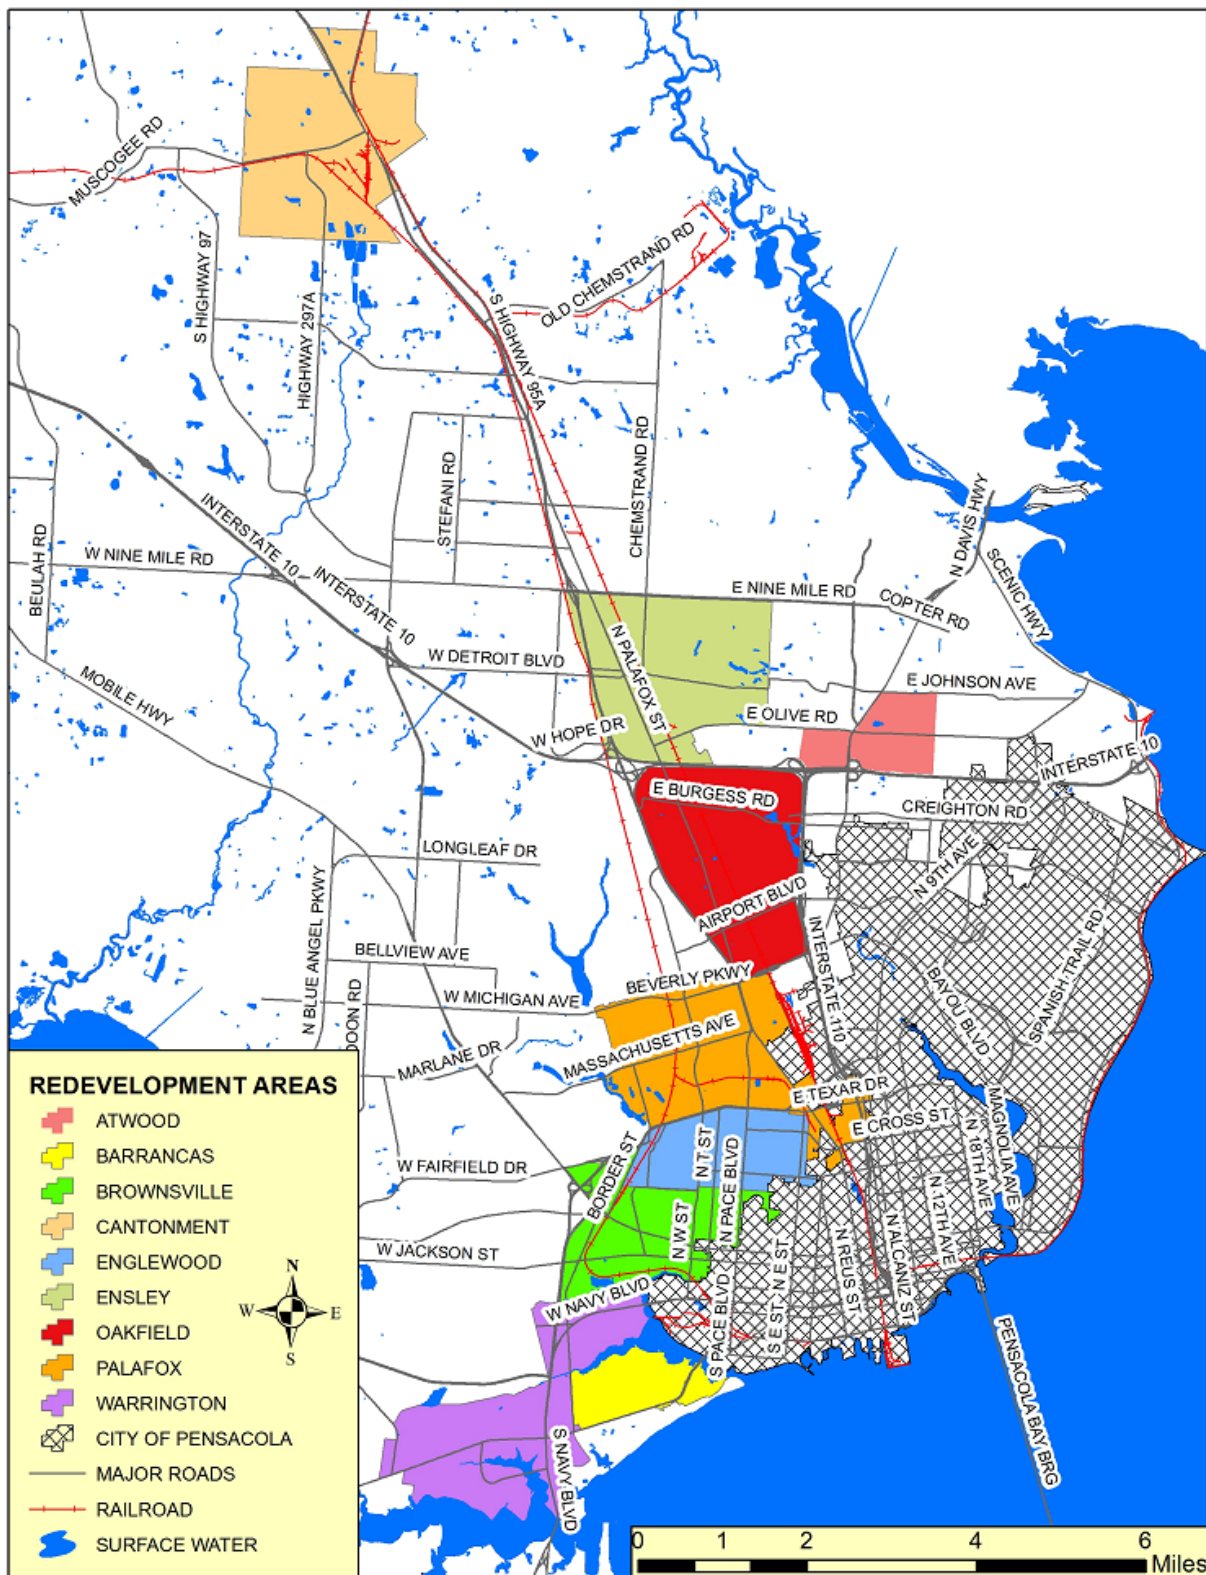 MUSCOGEE RD
S HIGHWAY 97
HIGHWAY 297A
OLD CHEMSTRAND RD
S HIGHWAY 95A
STEFANI RD
CHEMSTRAND RD
N DAVIS HWY
SCENIC HWY
BEULAH RD
W NINE MILE RD
INTERSTATE 10
INTERSTATE 10
E NINE MILE RD
COPTER RD
N PALAFOX ST
W DETROIT BLVD
E JOHNSON AVE
MOBILE HWY
E OLIVE RD
W HOPE DR
INTERSTATE 10
E BURGESS RD
CREIGHTON RD
LONGLEAF DR
N 9TH AVE
AIRPORT BLVD
N BLUE ANGEL PKWY
BELLVIEW AVE
INTERSTATE 110
BAYOU BLVD
SPANISH TRAIL RD
BEVERLY PKWY
W MICHIGAN AVE
DOON RD
MASSACHUSETTS AVE
MARLANE DR
E TEXAR DR
MAGNOLIA AVE
E CROSS ST
N 18TH AVE
BORDER ST
N T ST
N PACE BLVD
W FAIRFIELD DR
N 12TH AVE
N W ST
W JACKSON ST
N E ST
N REUS ST
N ALCANIZ ST
W NAVY BLVD
S PACE BLVD
S E ST
PENSACOLA BAY BRG
S NAVY BLVD
REDEVELOPMENT AREAS
ATWOOD
BARRANCAS
BROWNSVILLE
CANTONMENT
ENGLEWOOD
ENSLEY
OAKFIELD
PALAFOX
WARRINGTON
CITY OF PENSACOLA
MAJOR ROADS
RAILROAD
SURFACE WATER
N
W E
S
0 1 2 4 6
Miles